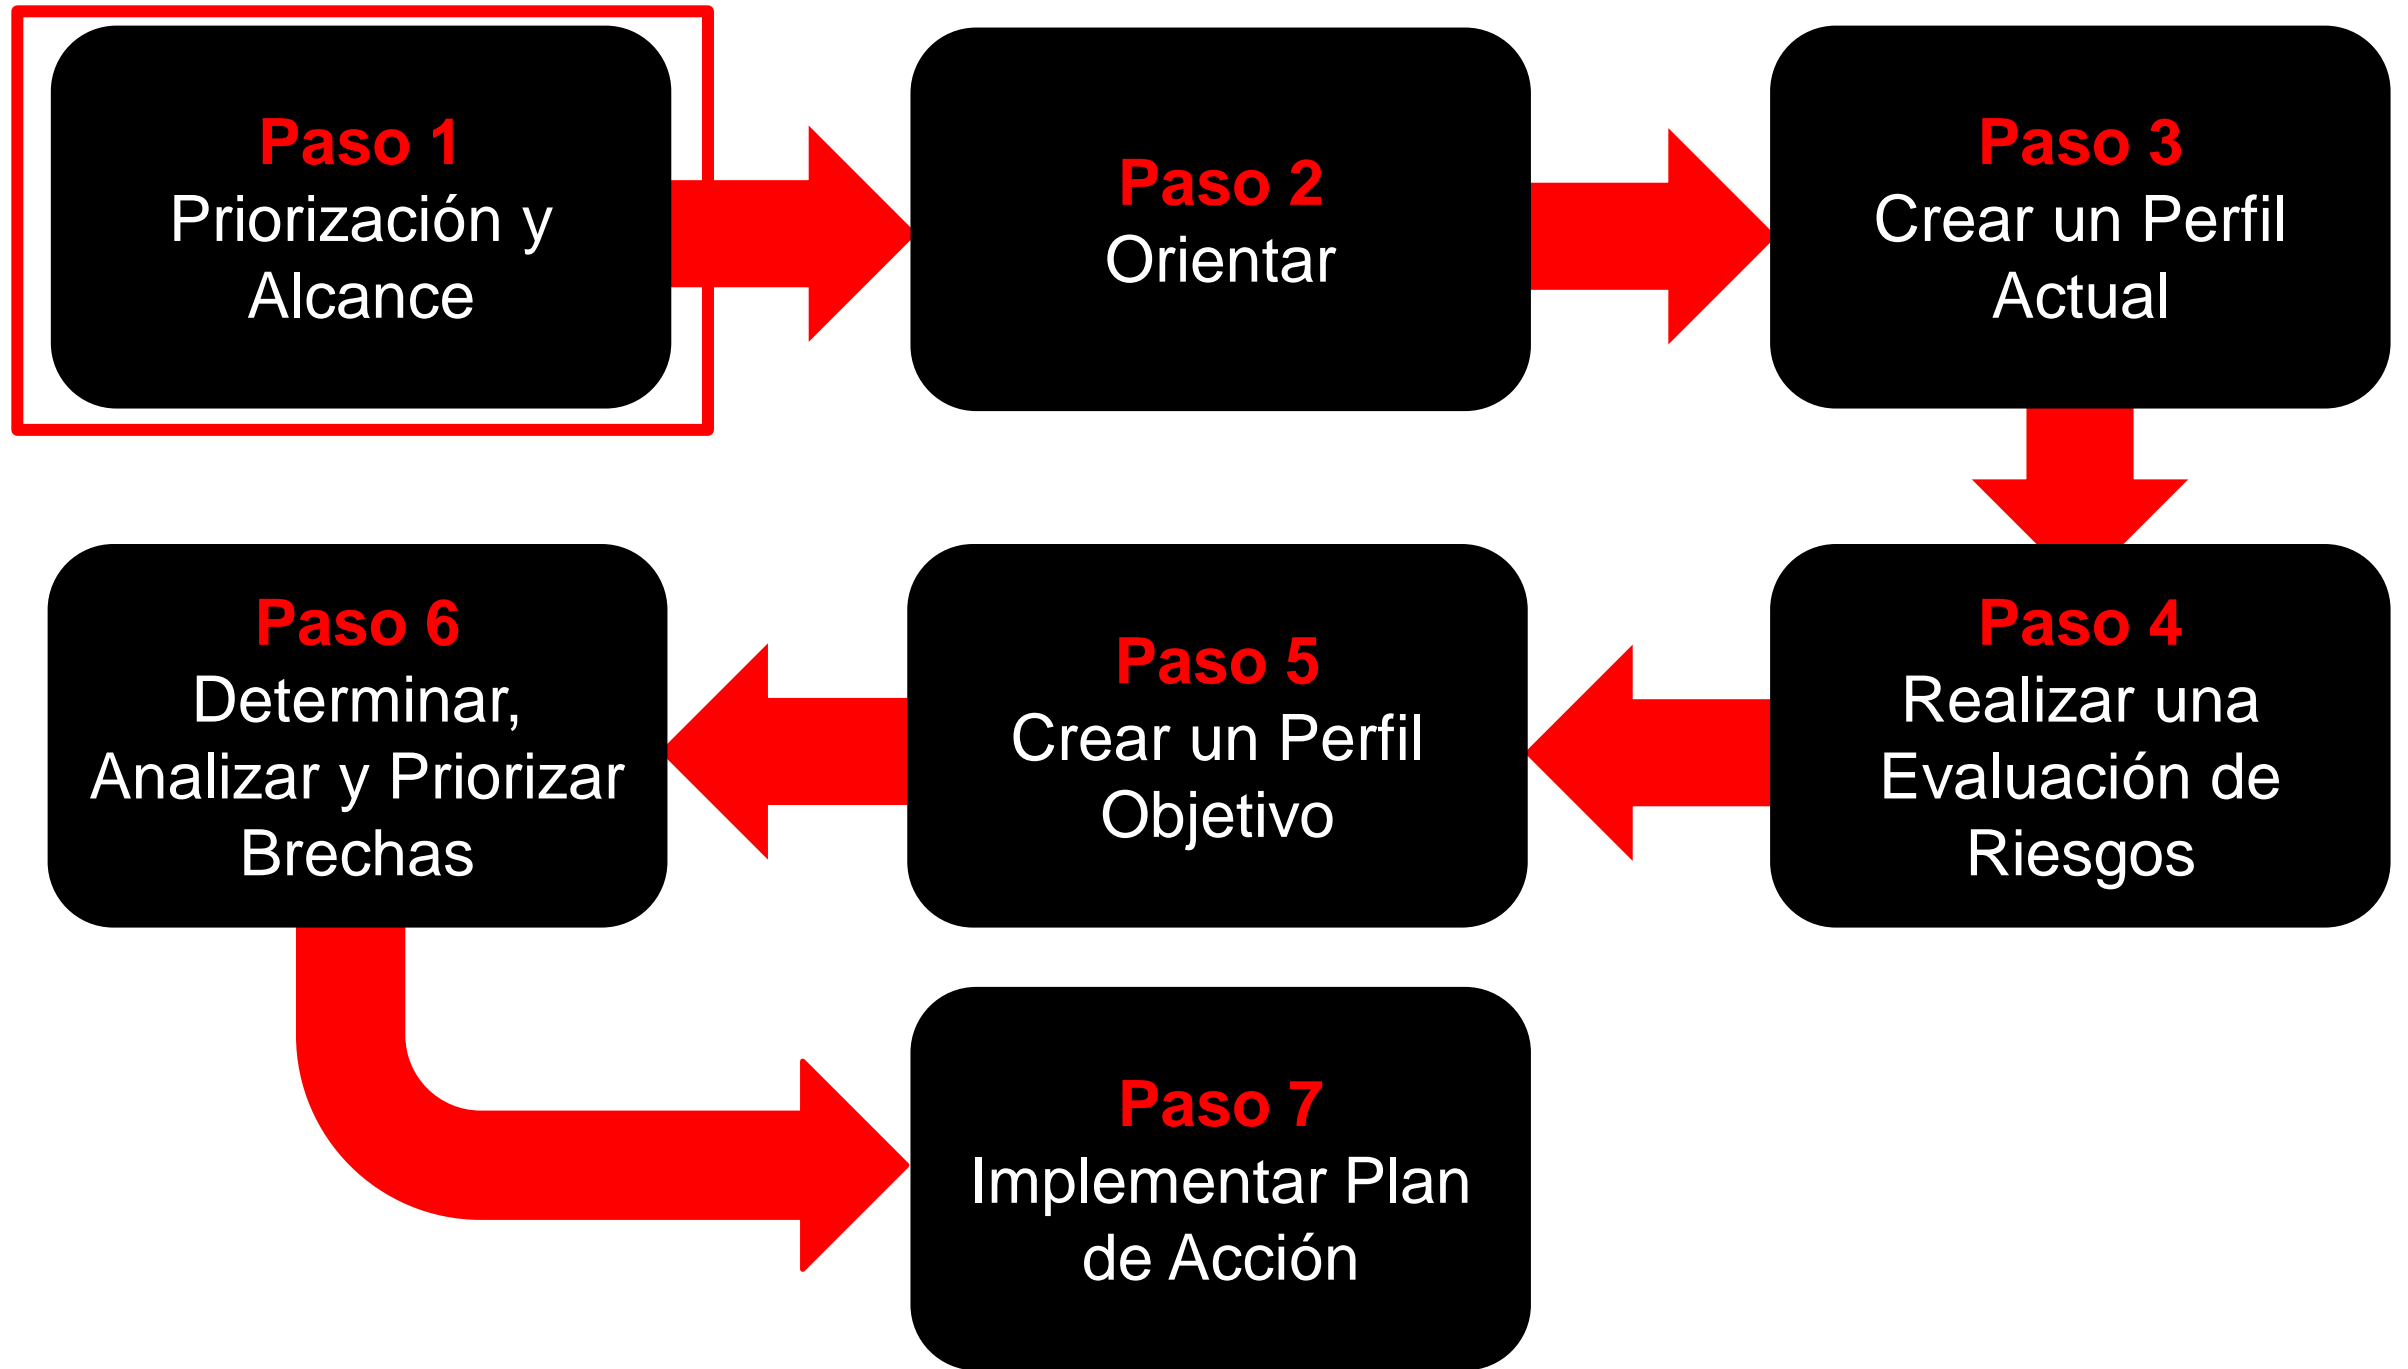 Paso 1
Priorización y
Alcance
Paso 2
Orientar
Paso 3
Crear un Perfil
Actual
Paso 4
Realizar una
Evaluación de
Riesgos
Paso 5
Crear un Perfil
Objetivo
Paso 6
Determinar,
Analizar y Priorizar
Brechas
Paso 7
Implementar Plan
de Acción